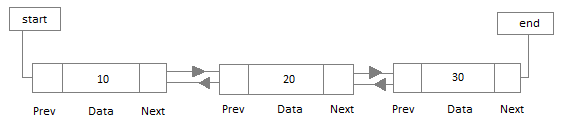 start
end
10
20
30
Prev Data Next
Prev Data Next
Prev Data Next